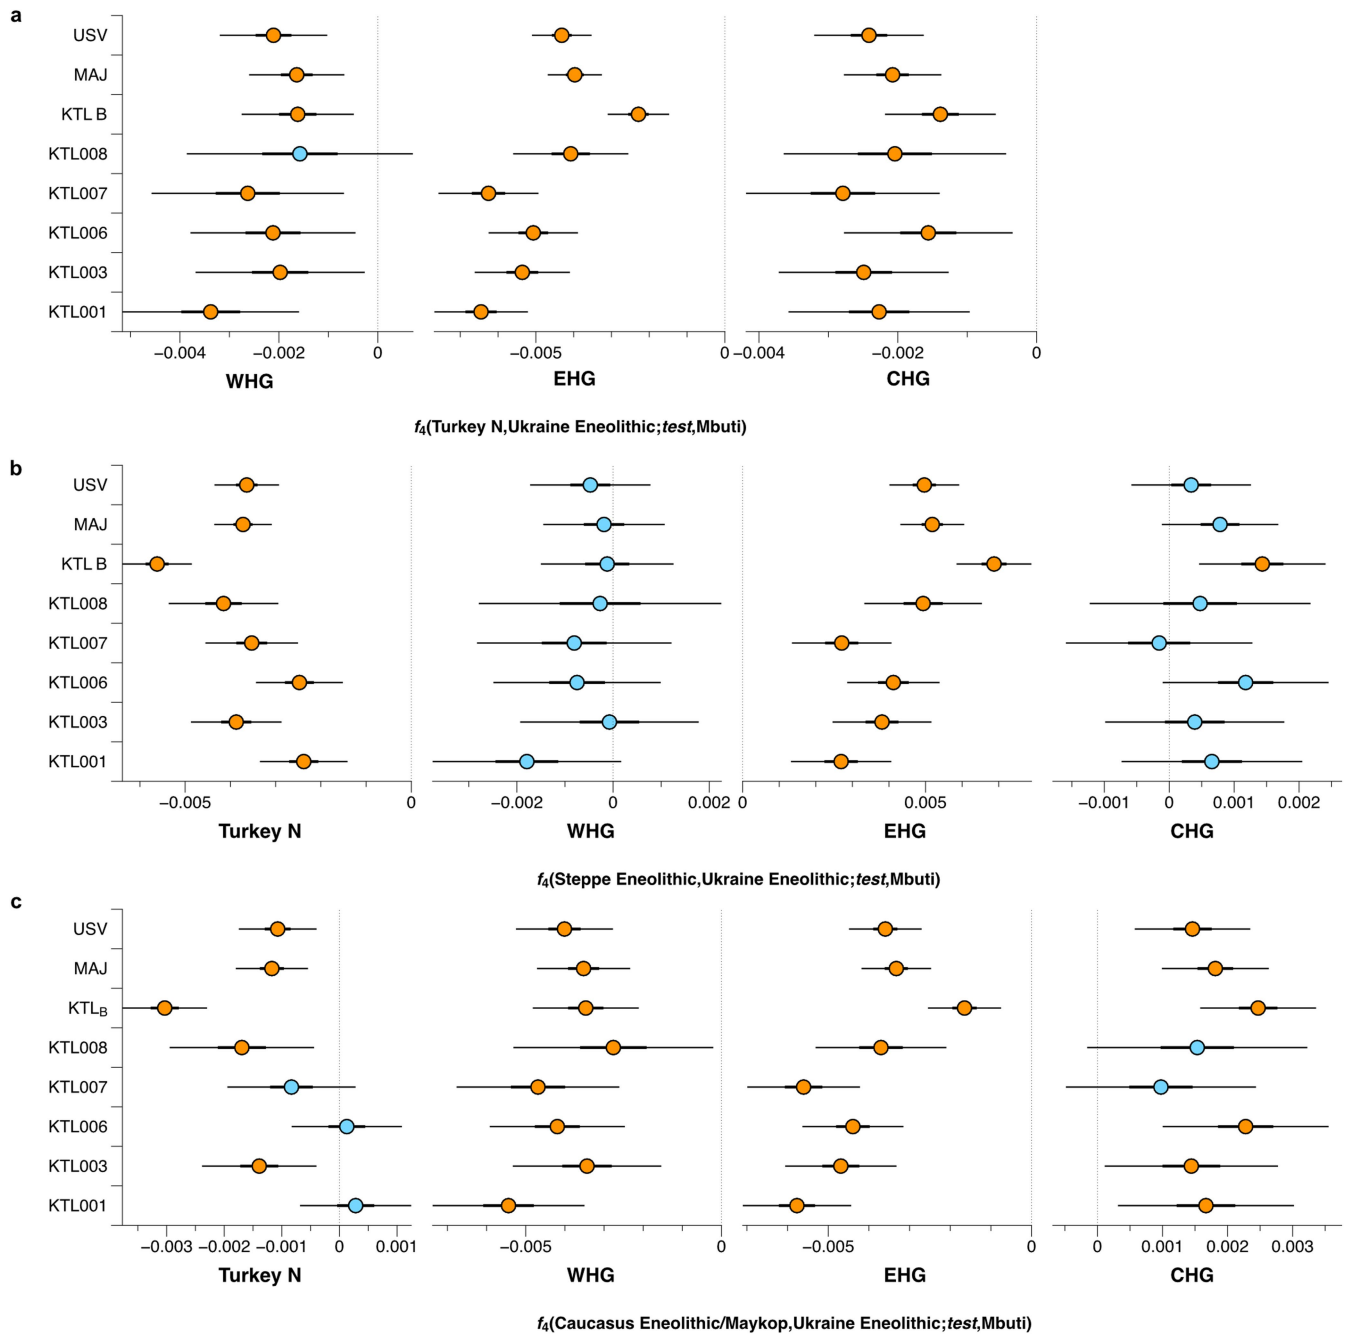 a
USV
MAJ
KTL B
KTL008
KTL007
KTL006
KTL003
KTL001
−0.004 −0.002 0 −0.005 0 −0.004 −0.002 0
WHG EHG CHG
f4(Turkey N,Ukraine Eneolithic;test,Mbuti)
b
USV
MAJ
KTL B
KTL008
KTL007
KTL006
KTL003
KTL001
−0.005 0 −0.002 0 0.002 0 0.005 −0.001 0 0.001 0.002
Turkey N WHG EHG CHG
f4(Steppe Eneolithic,Ukraine Eneolithic;test,Mbuti)
c
USV
MAJ
KTLB
KTL008
KTL007
KTL006
KTL003
KTL001
−0.003 −0.002 −0.001 0 0.001 −0.005 0 −0.005 0 0 0.001 0.002 0.003
Turkey N WHG EHG CHG
f4(Caucasus Eneolithic/Maykop,Ukraine Eneolithic;test,Mbuti)